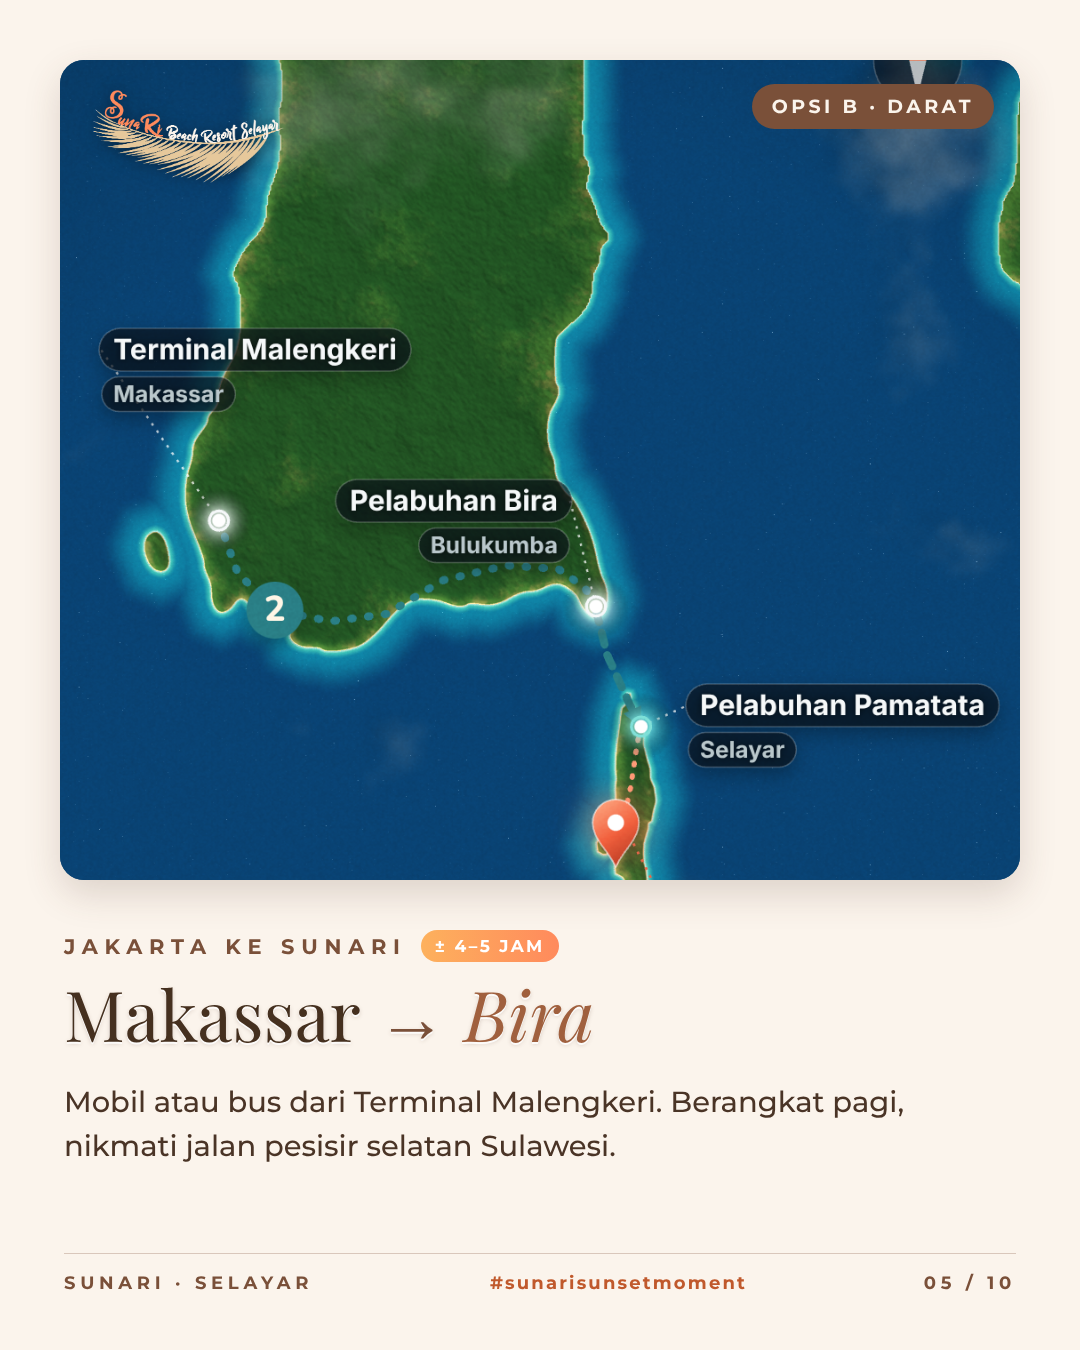 SunaRi Beach Resort Selayar
OPSI B · DARAT
Terminal Malengkeri
Makassar
Pelabuhan Bira
Bulukumba
2
Pelabuhan Pamatata
Selayar
JAKARTA KE SUNARI ± 4–5 JAM
Makassar → Bira
Mobil atau bus dari Terminal Malengkeri. Berangkat pagi,
nikmati jalan pesisir selatan Sulawesi.
SUNARI · SELAYAR #sunarisunsetmoment 05 / 10